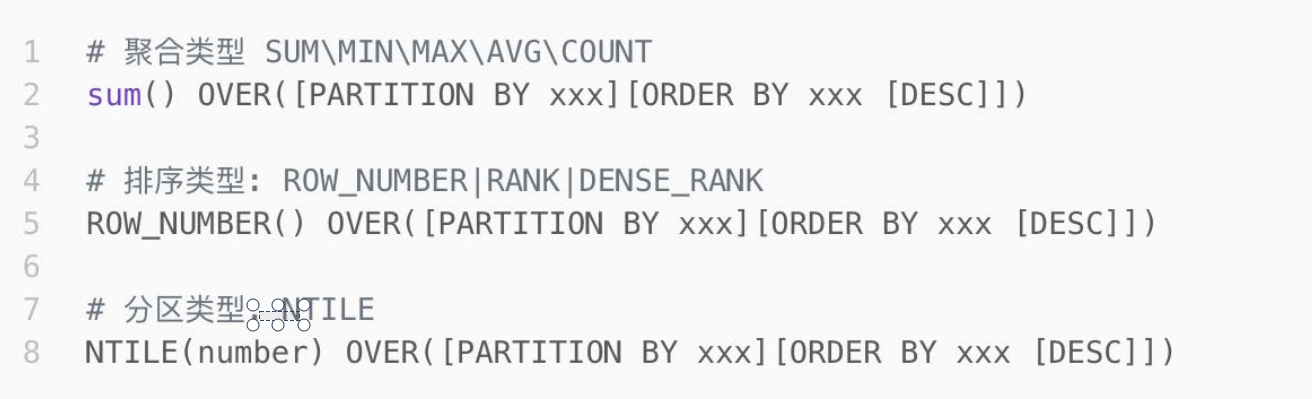 1 # 聚合类型 SUM\MIN\MAX\AVG\COUNT
2 sum() OVER([PARTITION BY xxx][ORDER BY xxx [DESC]])
3
4 # 排序类型: ROW_NUMBER|RANK|DENSE_RANK
5 ROW_NUMBER() OVER([PARTITION BY xxx][ORDER BY xxx [DESC]])
6
7 # 分区类型: NTILE
8 NTILE(number) OVER([PARTITION BY xxx][ORDER BY xxx [DESC]])